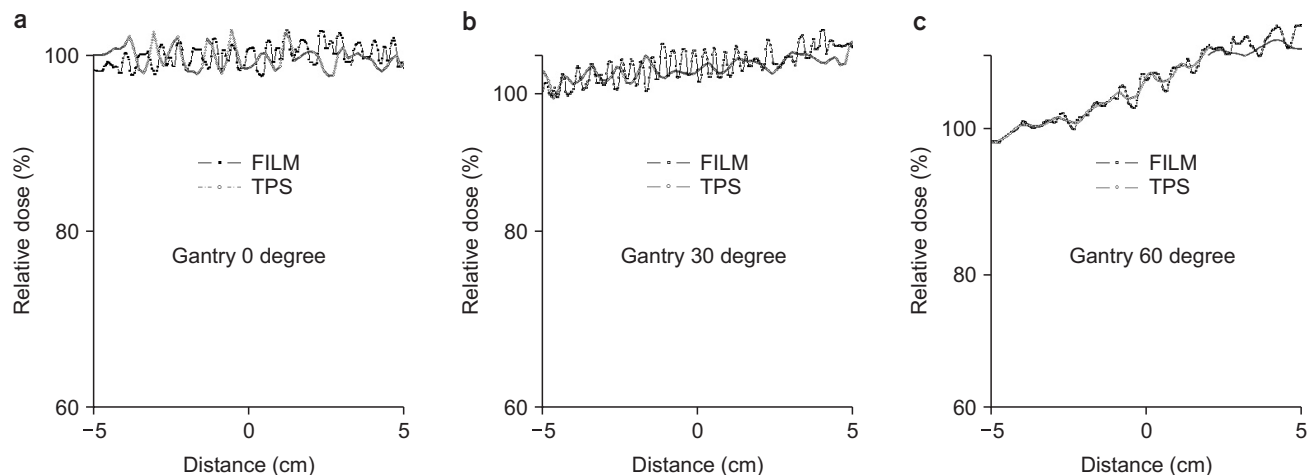 a
100
80
60
Relative dose (%)
FILM
TPS
Gantry 0 degree
−5
0
5
Distance (cm)
b
100
80
60
Relative dose (%)
FILM
TPS
Gantry 30 degree
−5
0
5
Distance (cm)
c
100
80
60
Relative dose (%)
FILM
TPS
Gantry 60 degree
−5
0
5
Distance (cm)